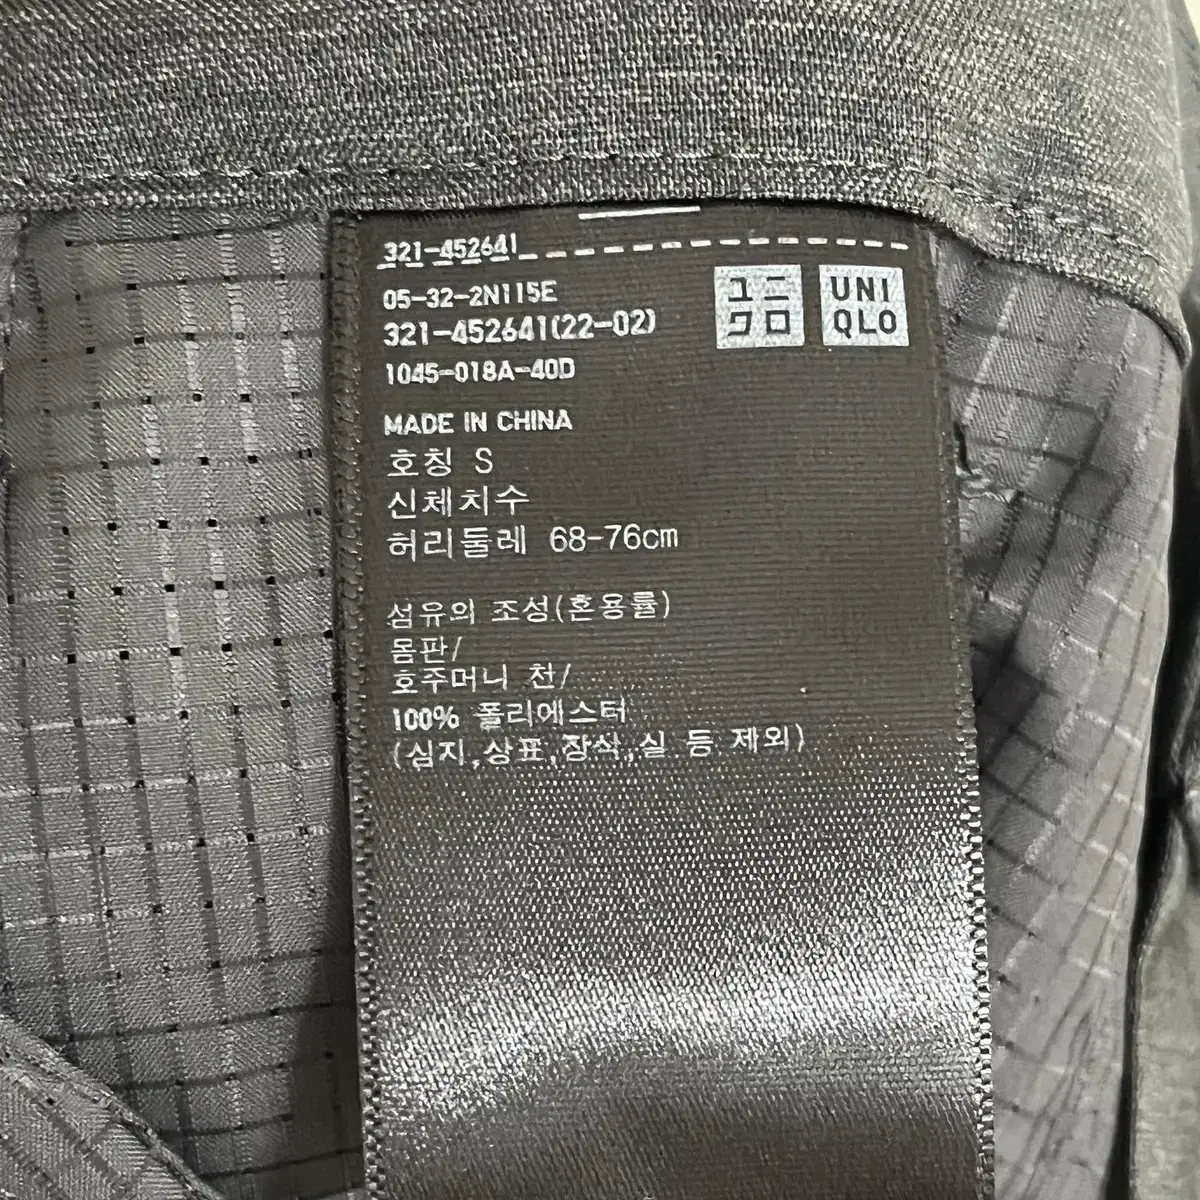 321-452641
05-32-2N115E
321-452641(22-02)
1045-018A-40D
ユニ
クロ
UNI
QLO
MADE IN CHINA
호칭 S
신체치수
허리둘레 68-76cm
섬유의 조성(혼용률)
몸판/
호주머니 천/
100% 폴리에스터
(심지,상표,장식,실 등 제외)